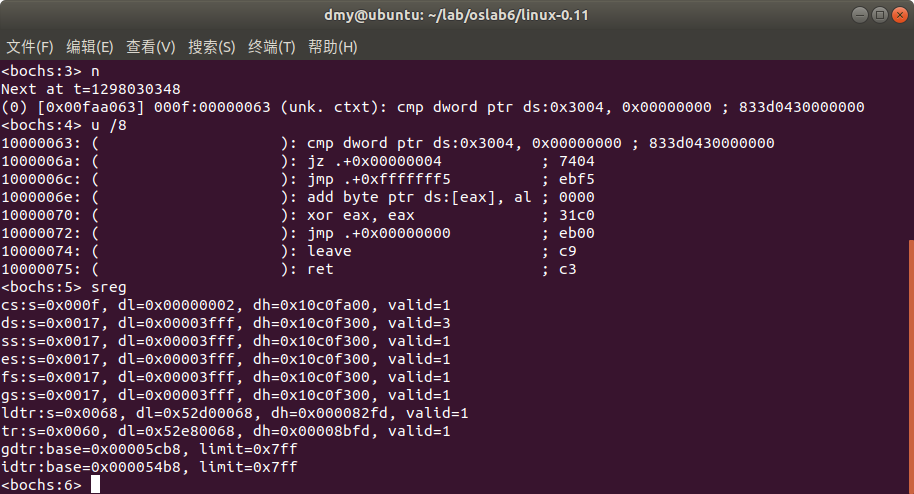 dmy@ubuntu: ~/lab/oslab6/linux-0.11
文件(F) 编辑(E) 查看(V) 搜索(S) 终端(T) 帮助(H)
<bochs:3> n
Next at t=1298030348
(0) [0x00faa063] 000f:00000063 (unk. ctxt): cmp dword ptr ds:0x3004, 0x00000000 ; 833d0430000000
<bochs:4> u /8
10000063: (                    ): cmp dword ptr ds:0x3004, 0x00000000 ; 833d0430000000
1000006a: (                    ): jz .+0x00000004           ; 7404
1000006c: (                    ): jmp .+0xfffffff5          ; ebf5
1000006e: (                    ): add byte ptr ds:[eax], al ; 0000
10000070: (                    ): xor eax, eax              ; 31c0
10000072: (                    ): jmp .+0x00000000          ; eb00
10000074: (                    ): leave                     ; c9
10000075: (                    ): ret                       ; c3
<bochs:5> sreg
cs:s=0x000f, dl=0x00000002, dh=0x10c0fa00, valid=1
ds:s=0x0017, dl=0x00003fff, dh=0x10c0f300, valid=3
ss:s=0x0017, dl=0x00003fff, dh=0x10c0f300, valid=1
es:s=0x0017, dl=0x00003fff, dh=0x10c0f300, valid=1
fs:s=0x0017, dl=0x00003fff, dh=0x10c0f300, valid=1
gs:s=0x0017, dl=0x00003fff, dh=0x10c0f300, valid=1
ldtr:s=0x0068, dl=0x52d00068, dh=0x000082fd, valid=1
tr:s=0x0060, dl=0x52e80068, dh=0x00008bfd, valid=1
gdtr:base=0x00005cb8, limit=0x7ff
idtr:base=0x000054b8, limit=0x7ff
<bochs:6>